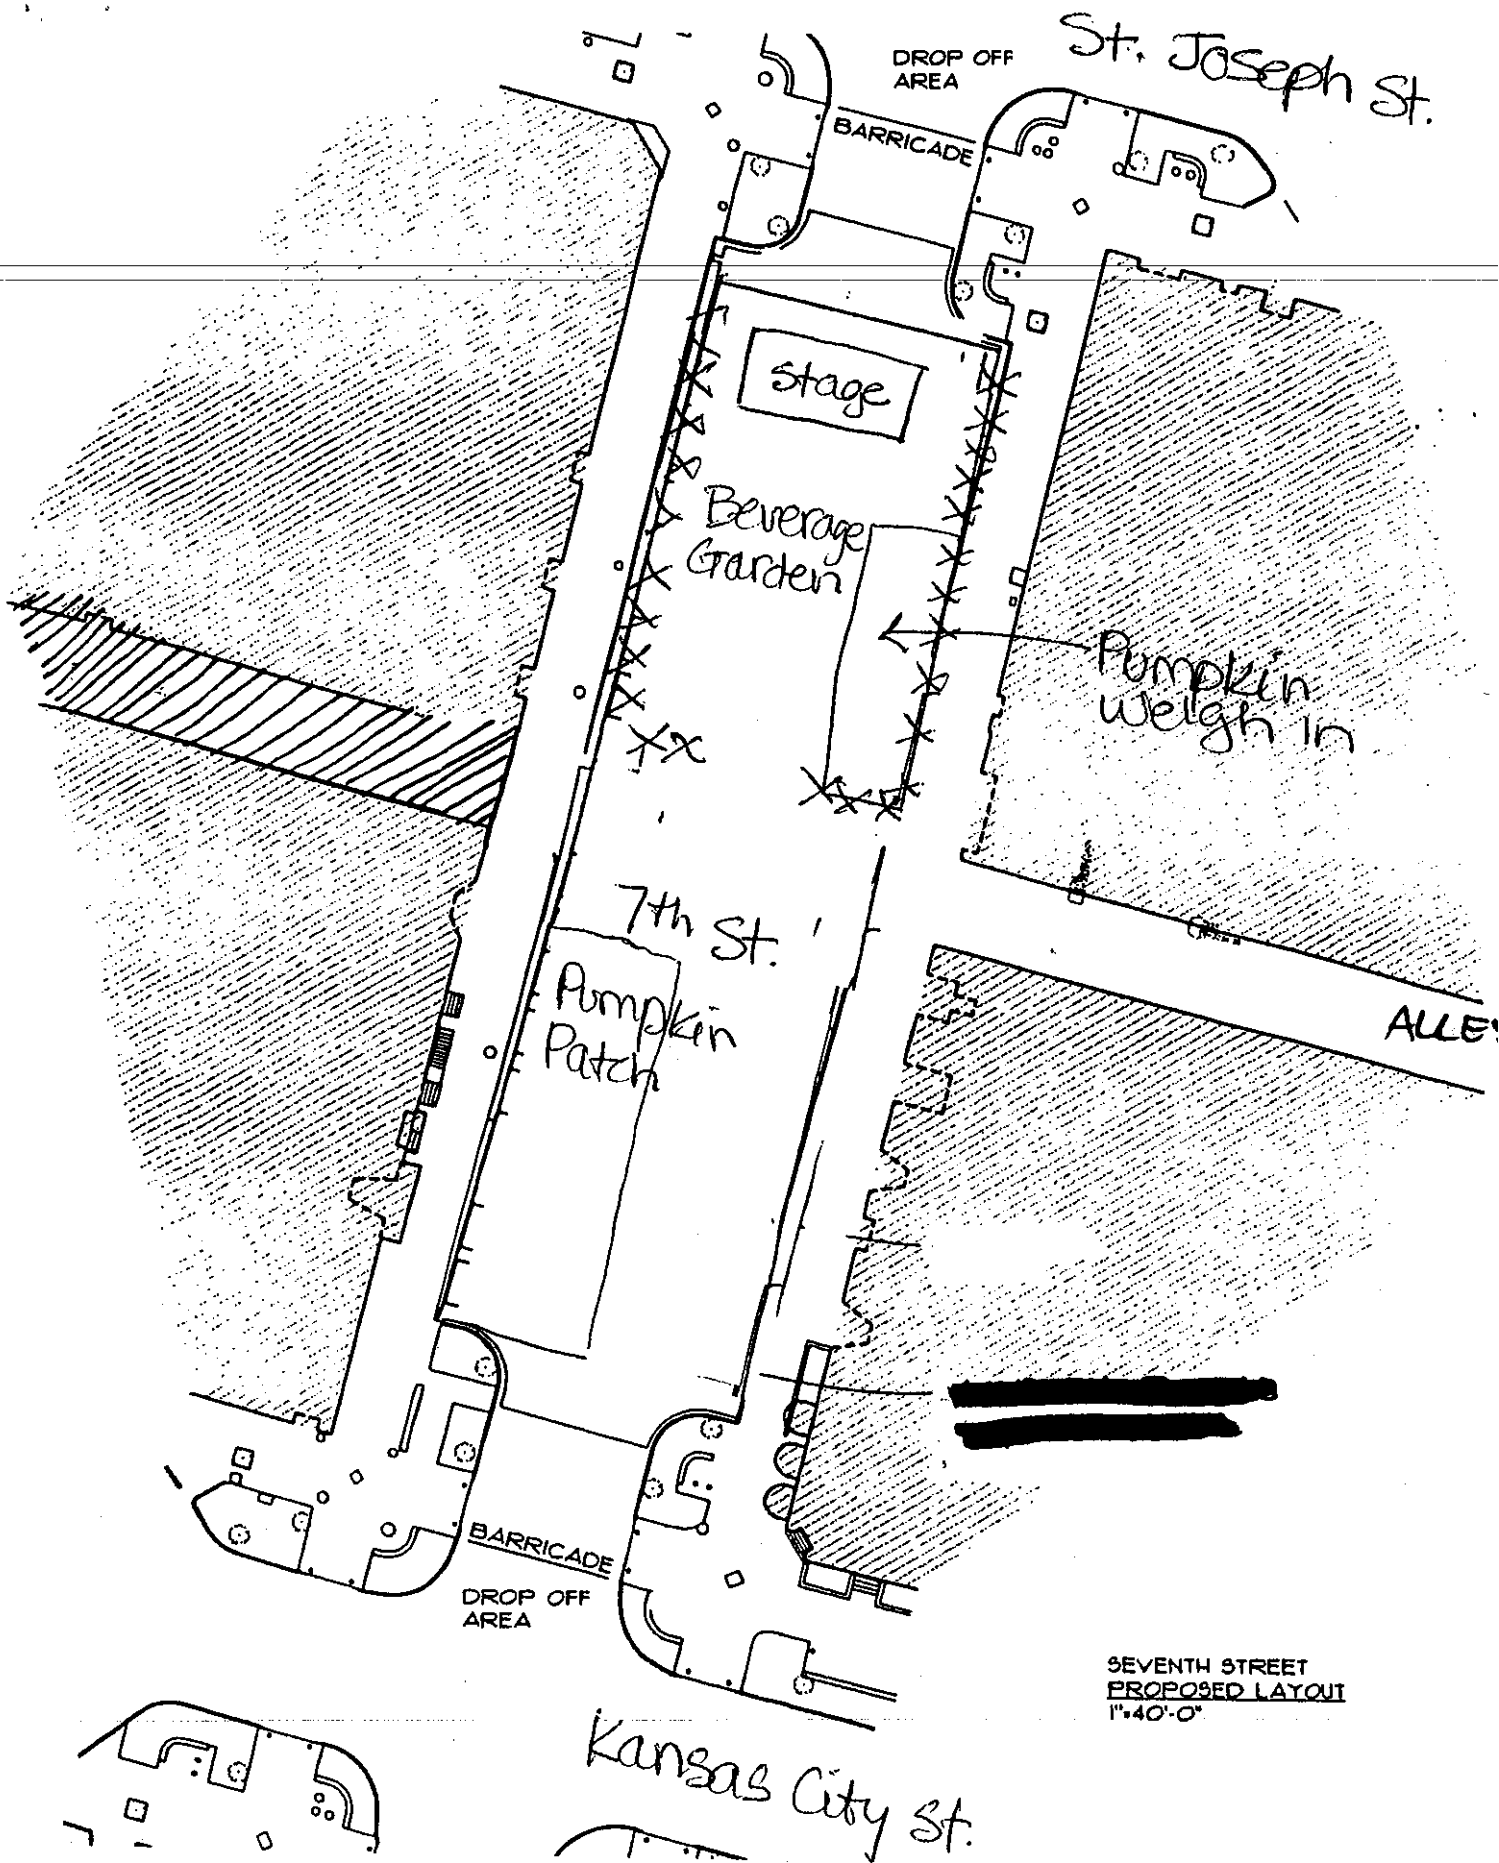 St. Joseph St.
DROP OFF
AREA
BARRICADE
Stage
Beverage
Garden
Pumpkin
Weigh In
7th St.
Pumpkin
Patch
ALLEY
BARRICADE
DROP OFF
AREA
SEVENTH STREET
PROPOSED LAYOUT
1"=40'-0"
Kansas City St.